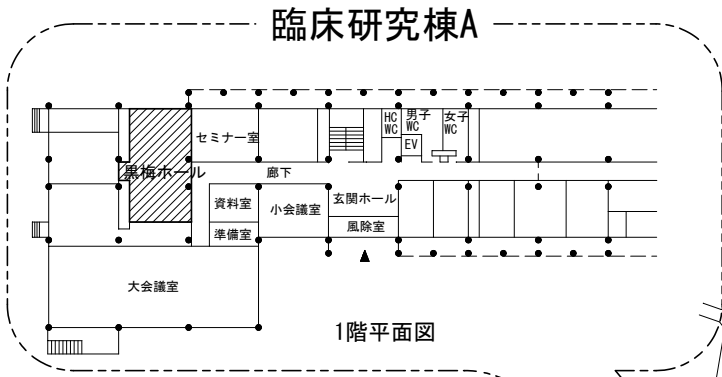 臨床研究棟A
セミナー室
HC
WC
男子
WC
女子
WC
EV
黒梅ホール
廊下
資料室
小会議室
玄関ホール
準備室
風除室
大会議室
1階平面図